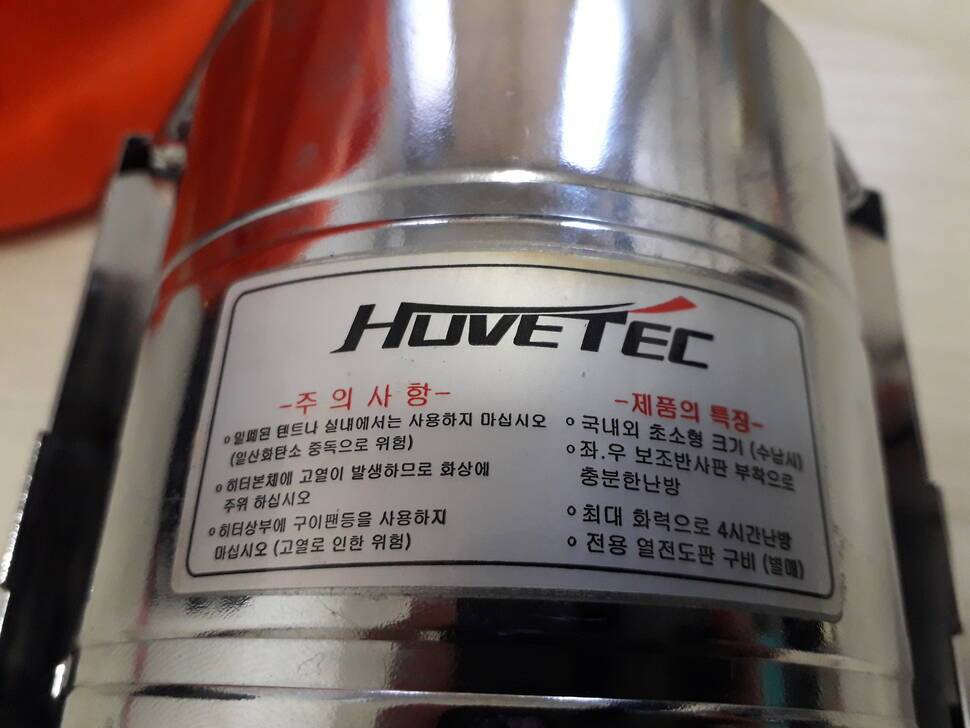 HOVETEC
-주 의 사 항-
o밀폐된 텐트나 실내에서는 사용하지 마십시오
(일산화탄소 중독으로 위험)
o히터본체에 고열이 발생하므로 화상에
주위 하십시오
o히터상부에 구이팬등을 사용하지
마십시오 (고열로 인한 위험)
-제품의 특징-
o 국내외 초소형 크기 (수납시)
o좌.우 보조반사판 부착으로
충분한난방
o 최대 화력으로 4시간난방
o 전용 열전도판 구비 (별매)